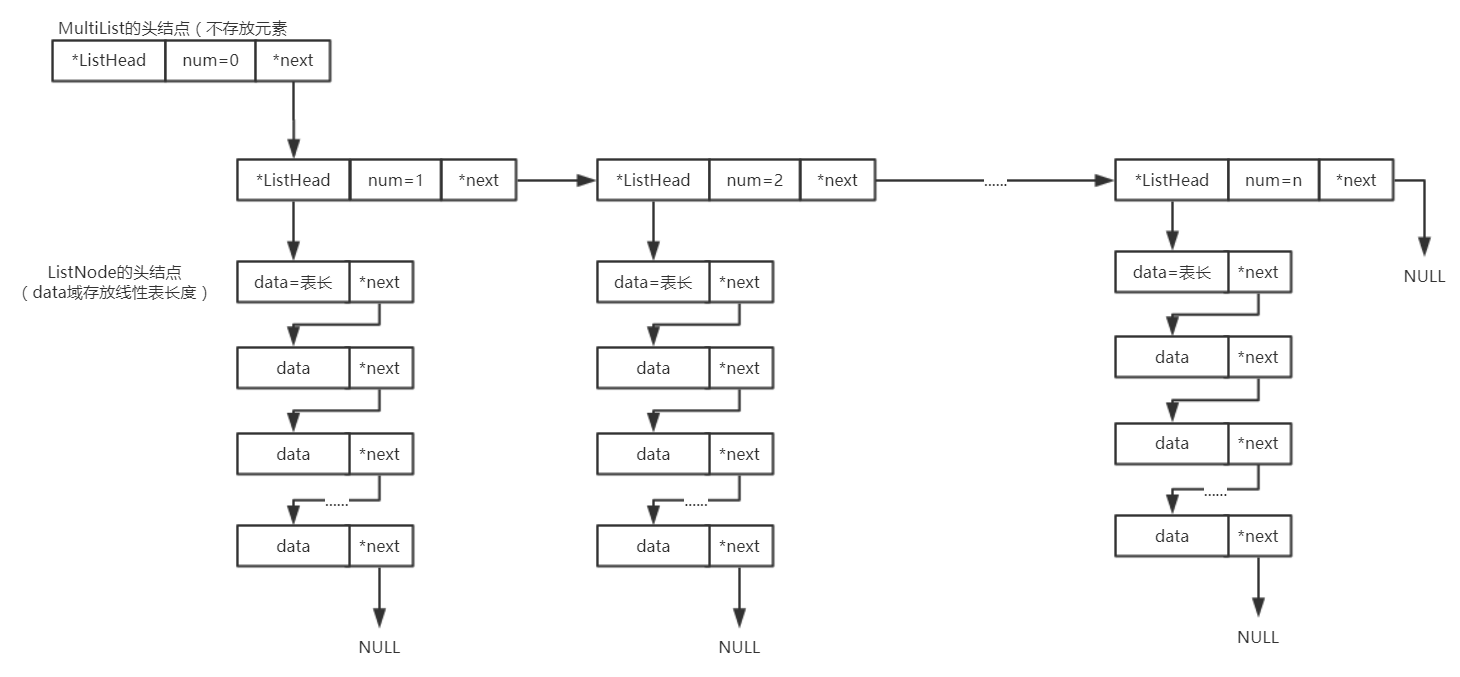 MultiList的头结点（不存放元素
*ListHead num=0 *next
*ListHead num=1 *next *ListHead num=2 *next ...... *ListHead num=n *next
NULL
ListNode的头结点
（data域存放线性表长度）
data=表长 *next data=表长 *next data=表长 *next
data *next data *next data *next
data *next data *next data *next
...... ...... ......
data *next data *next data *next
NULL NULL NULL